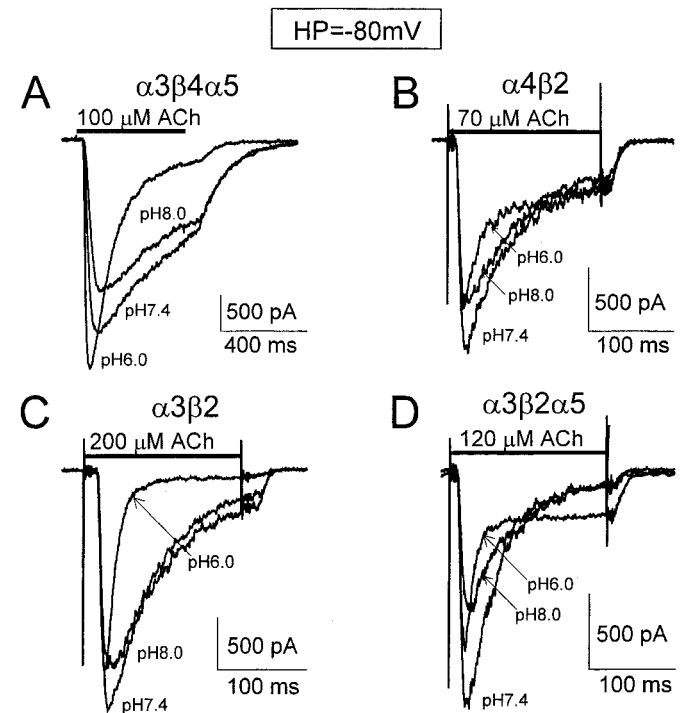 HP=-80mV
A
α3β4α5
100 μM ACh
pH8.0
pH7.4
pH6.0
500 pA
400 ms
B
α4β2
70 μM ACh
pH6.0
pH8.0
pH7.4
500 pA
100 ms
C
α3β2
200 μM ACh
pH6.0
pH8.0
pH7.4
500 pA
100 ms
D
α3β2α5
120 μM ACh
pH6.0
pH8.0
pH7.4
500 pA
100 ms